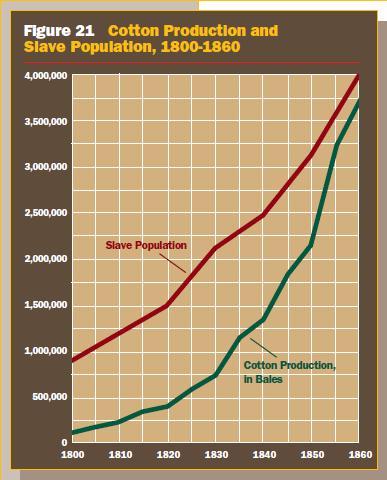 Figure 21 Cotton Production and
Slave Population, 1800-1860
4,000,000
3,500,000
3,000,000
2,500,000
2,000,000
1,500,000
1,000,000
500,000
0
Slave Population
Cotton Production,
in Bales
1800 1810 1820 1830 1840 1850 1860